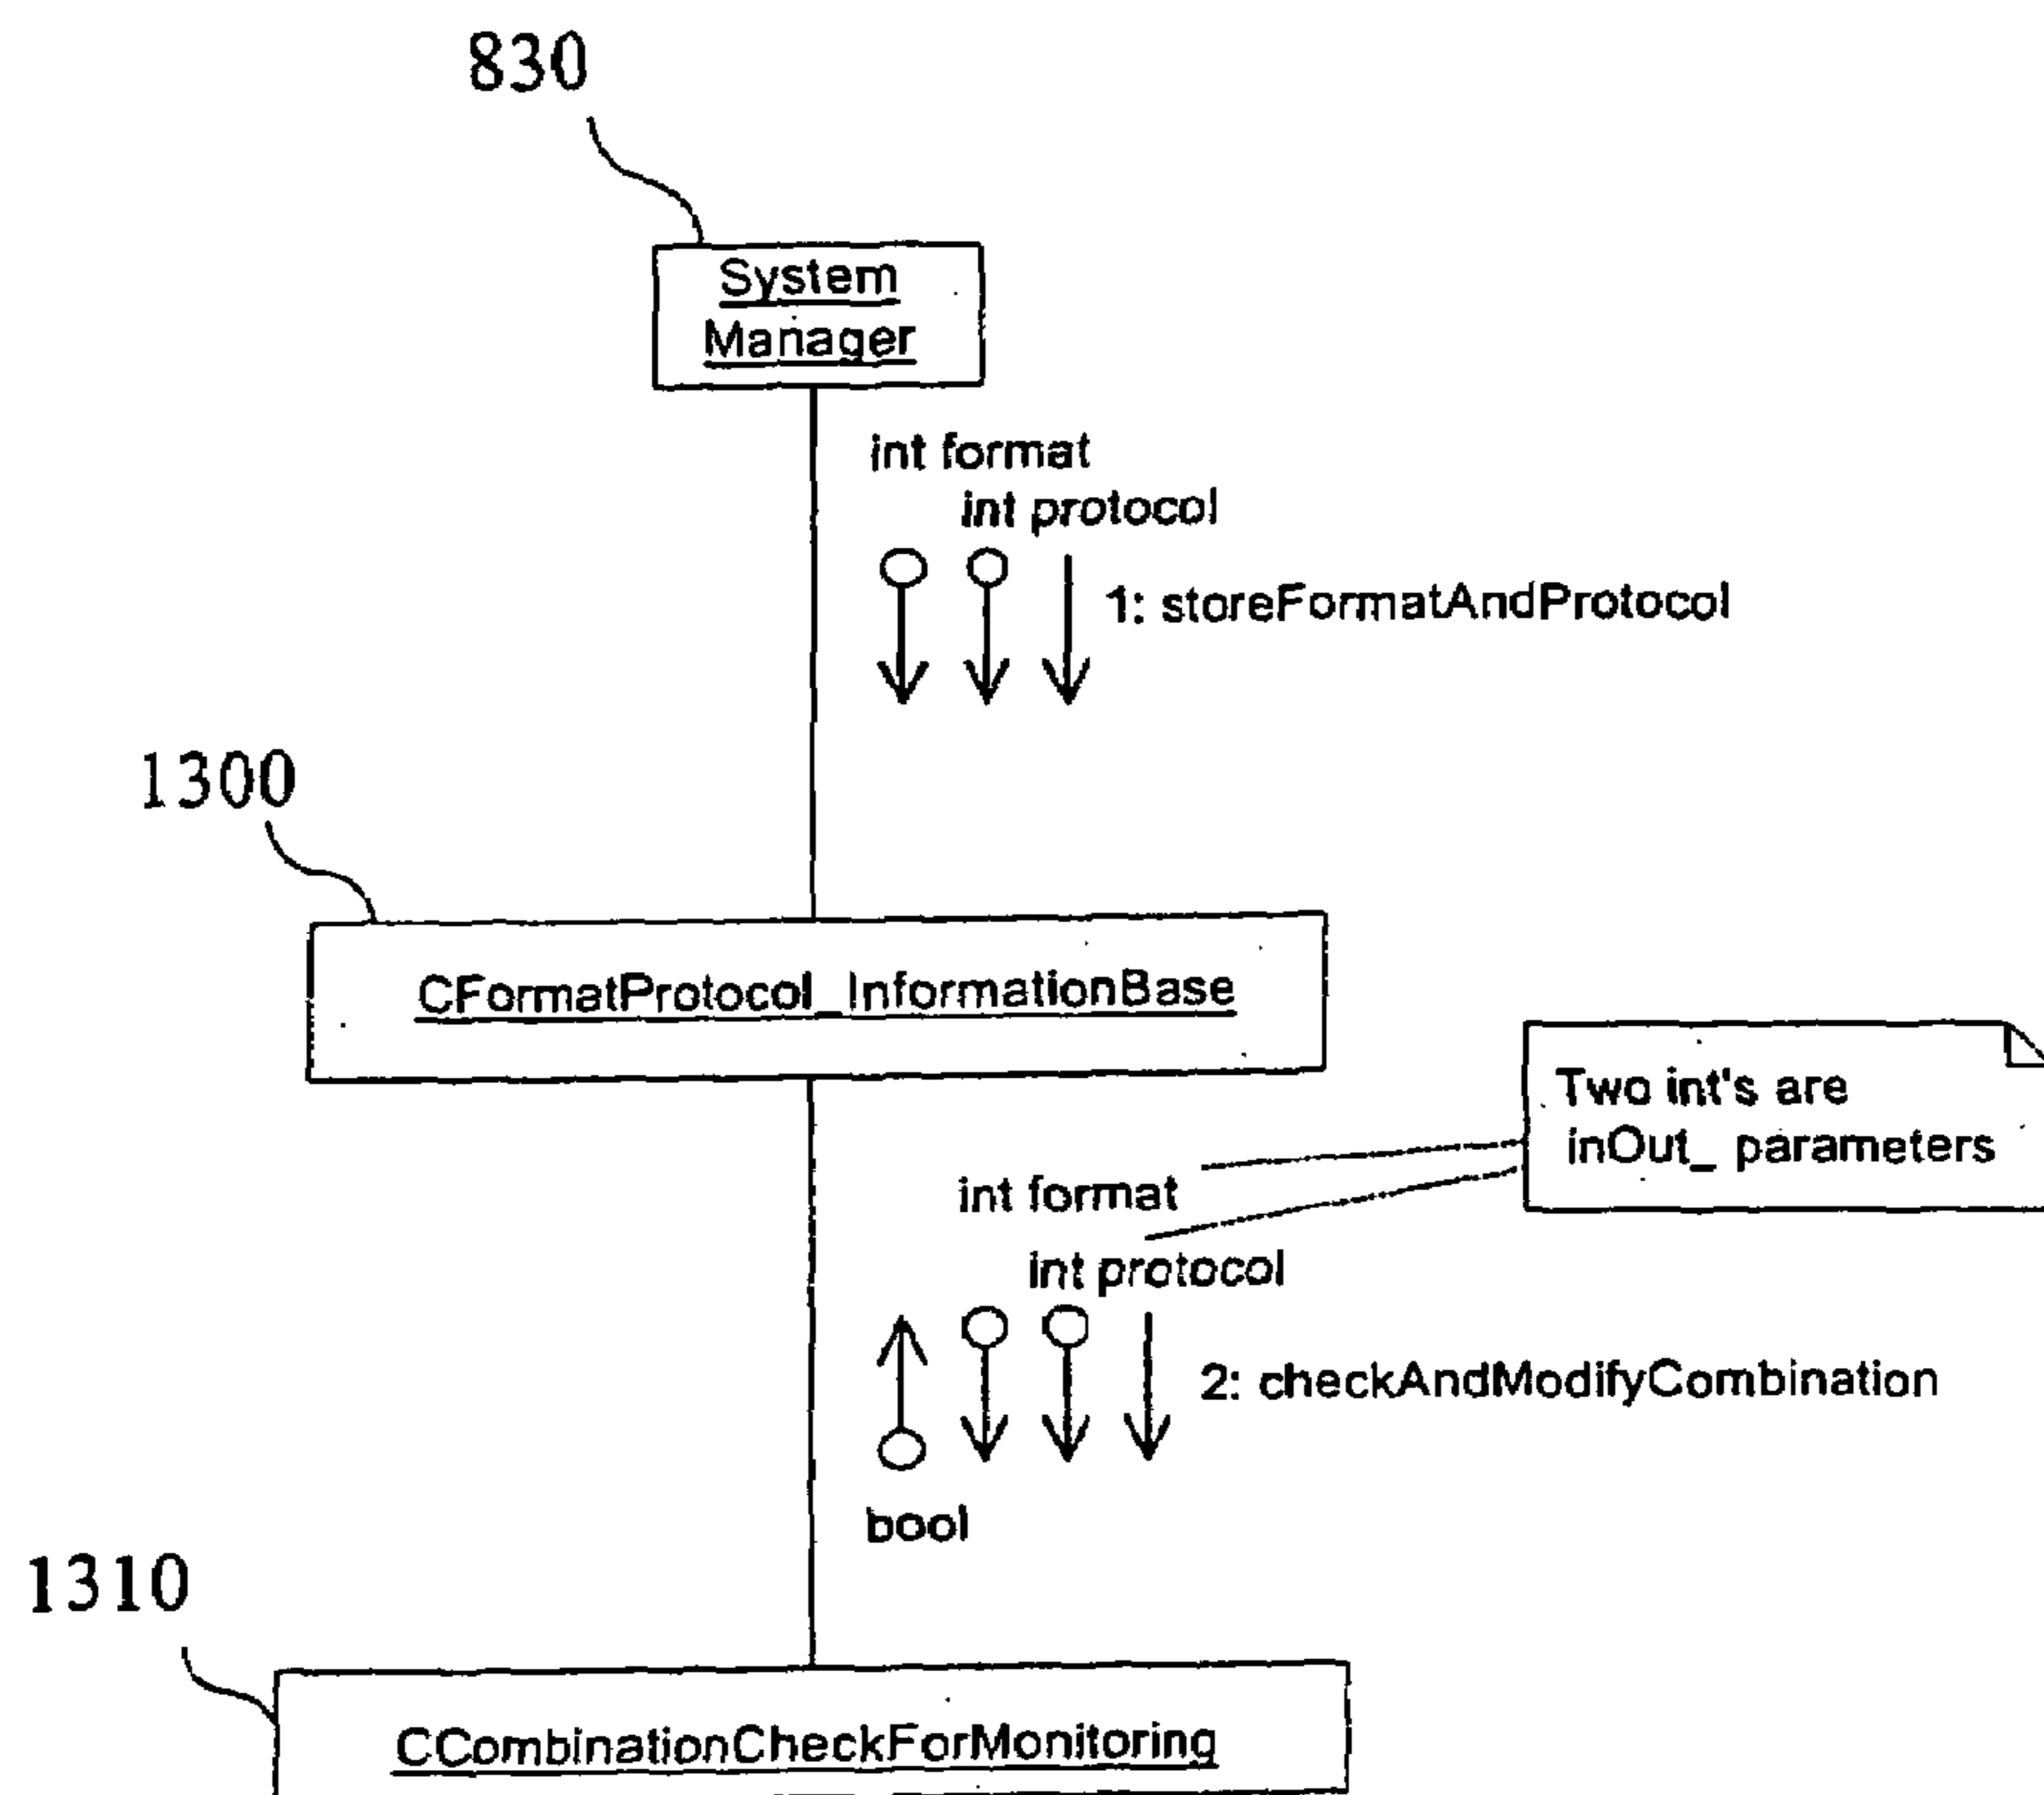 830
System
Manager
int format
int protocol
1: storeFormatAndProtocol
1300
CFormatProtocol_InformationBase
Two int's are
inOut_ parameters
int format
int protocol
2: checkAndModifyCombination
bool
1310
CCombinationCheckForMonitoring